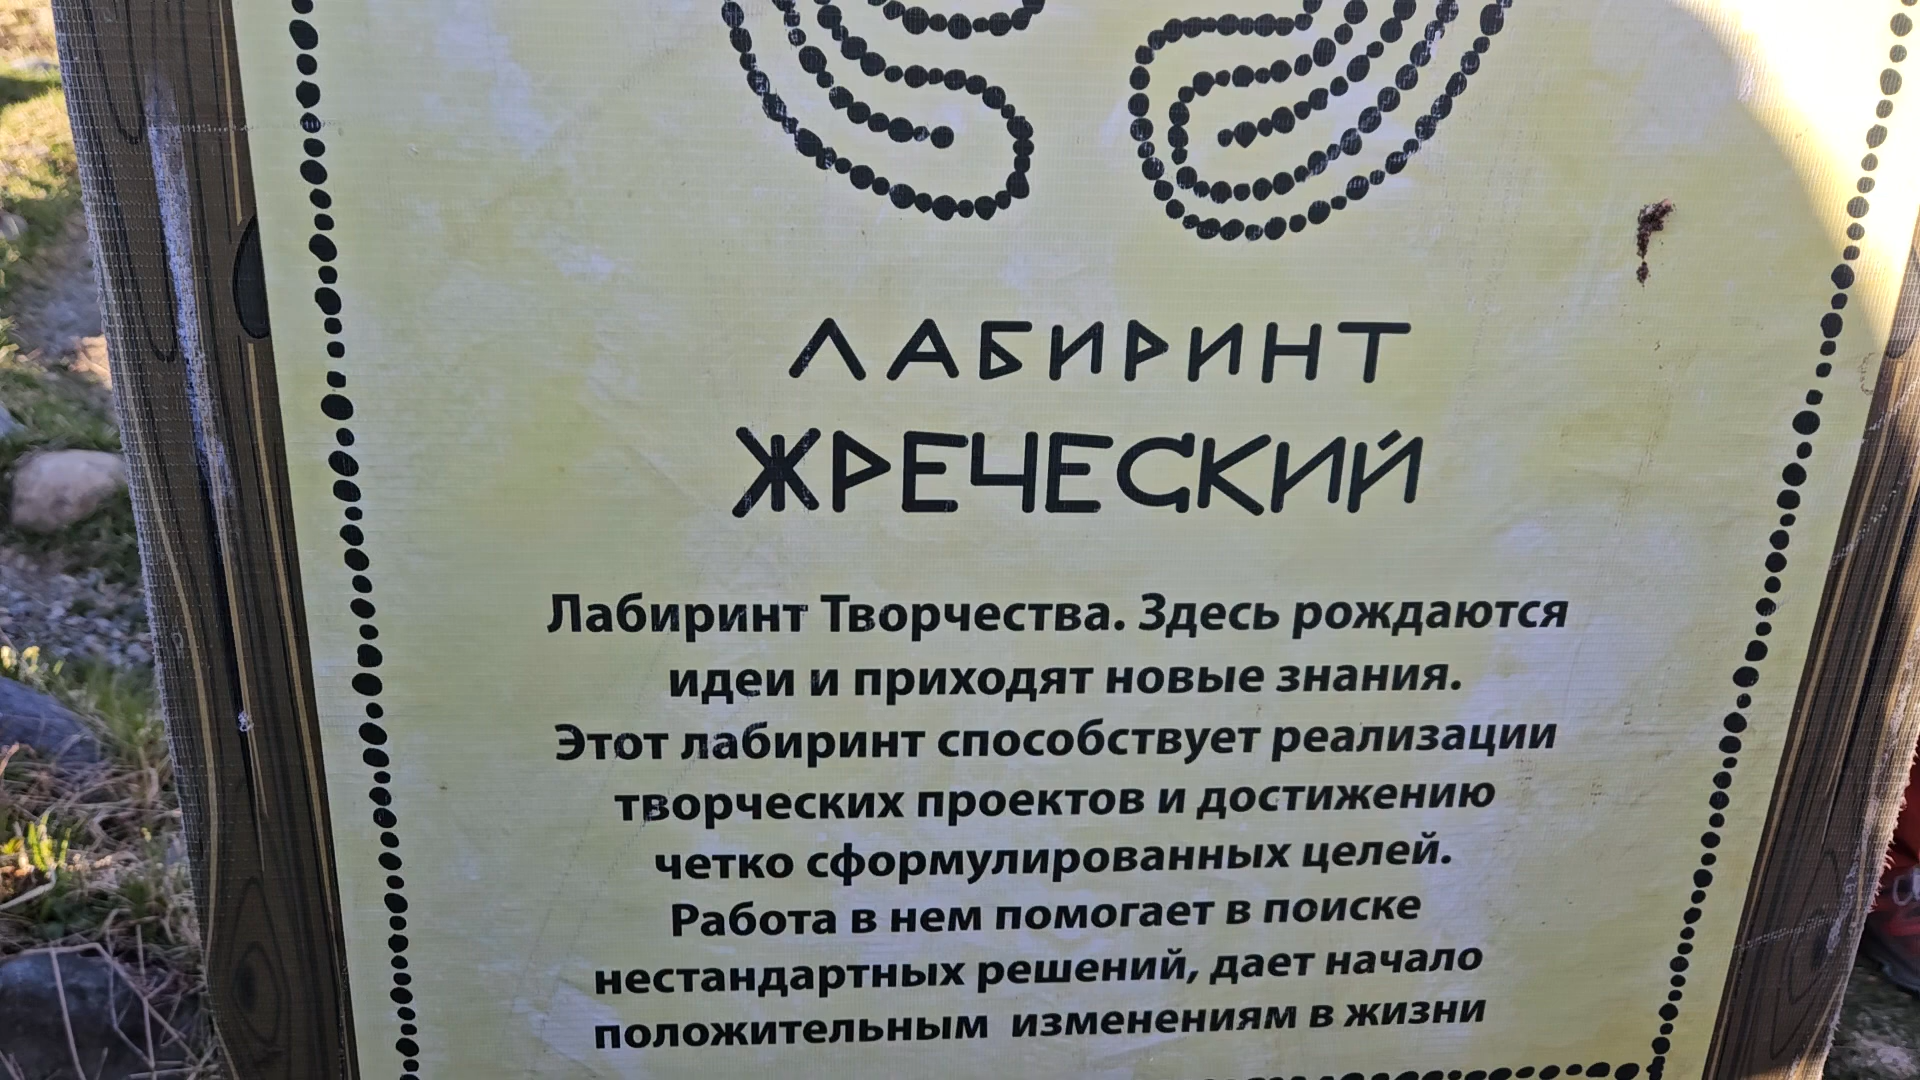 ЛАБИРИНТ
ЖРЕЧЕСКИЙ
Лабиринт Творчества. Здесь рождаются
идеи и приходят новые знания.
Этот лабиринт способствует реализации
творческих проектов и достижению
четко сформулированных целей.
Работа в нем помогает в поиске
нестандартных решений, дает начало
положительным изменениям в жизни